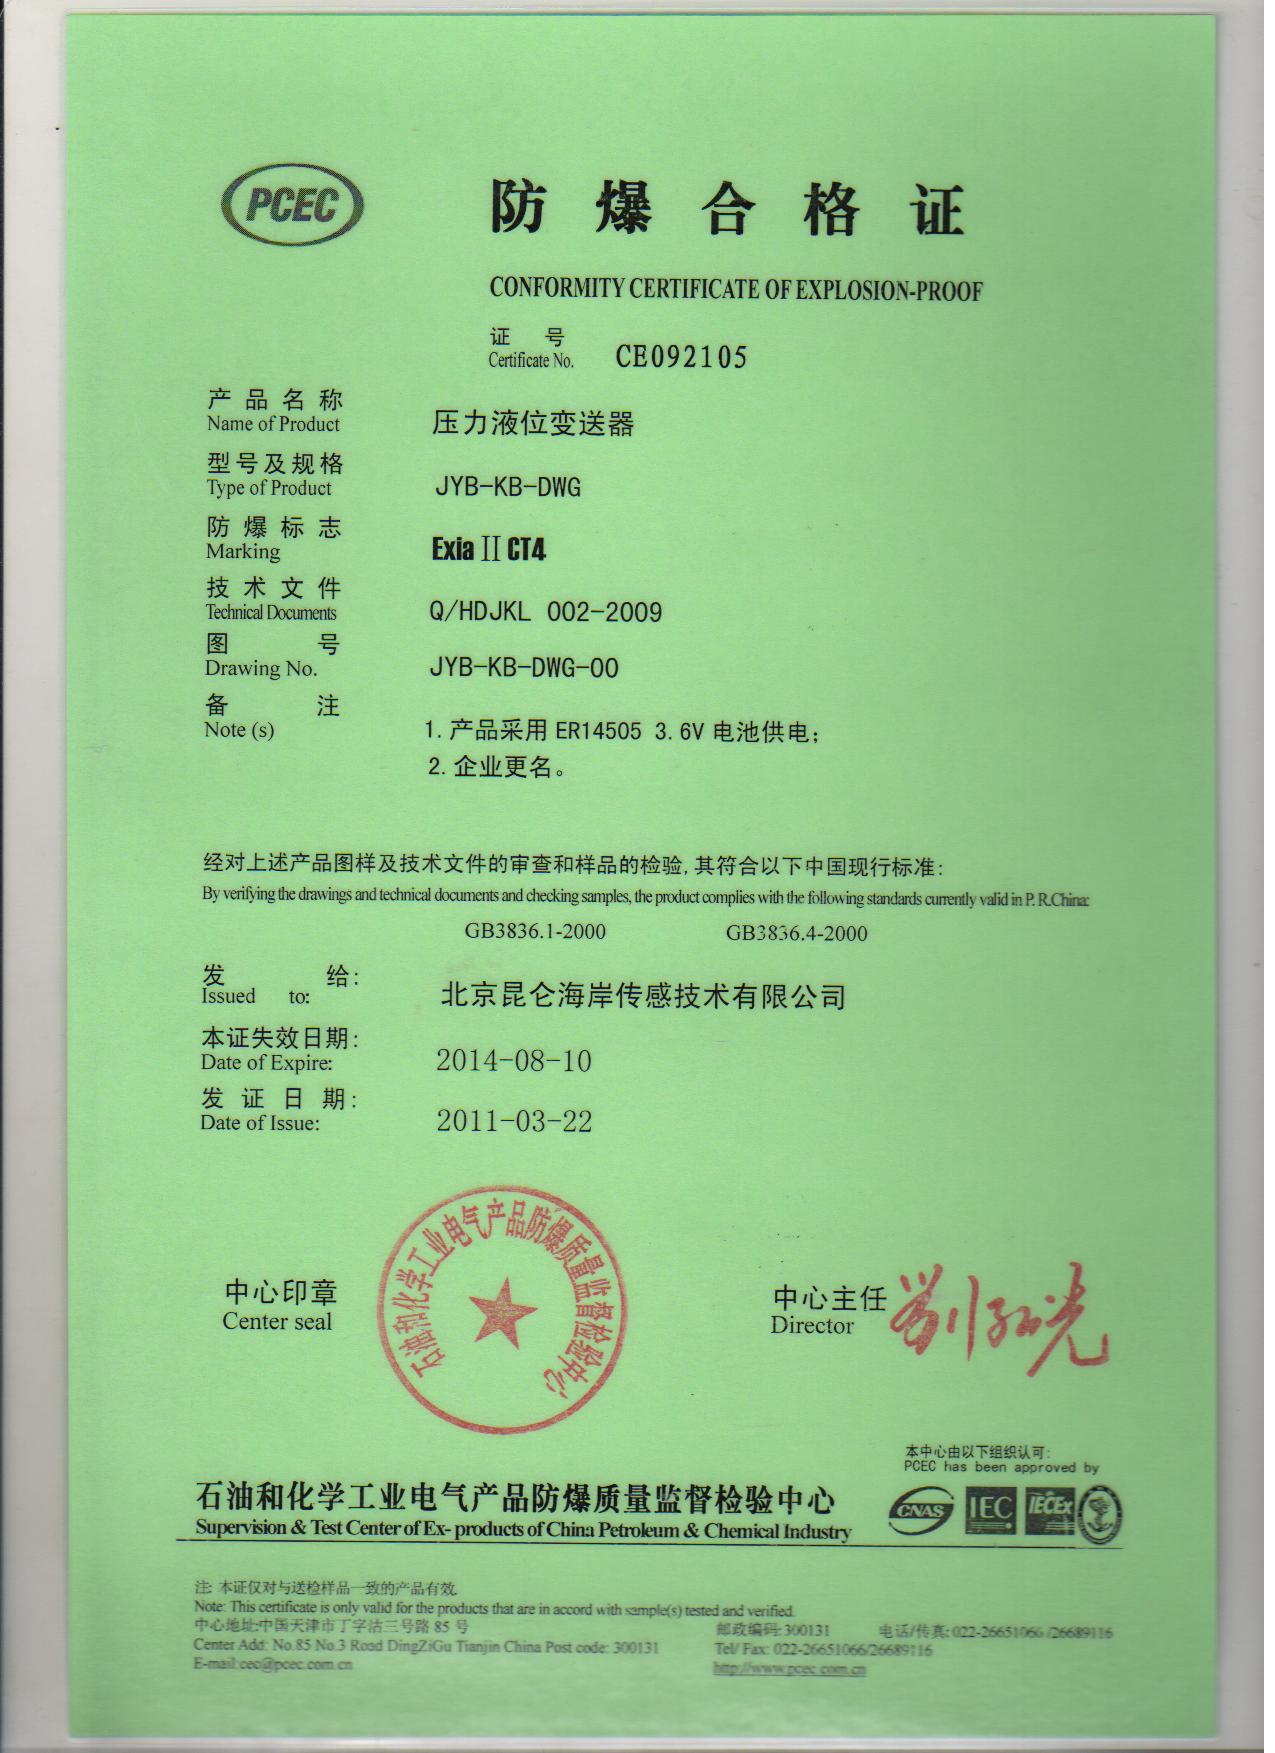 PCEC
防爆合格证
CONFORMITY CERTIFICATE OF EXPLOSION-PROOF
证 号
Certificate No. CE092105
产品名称
Name of Product 压力液位变送器
型号及规格
Type of Product JYB-KB-DWG
防爆标志
Marking Exia II CT4
技术文件
Technical Documents Q/HDJKL 002-2009
图 号
Drawing No. JYB-KB-DWG-00
备 注
Note (s) 1. 产品采用 ER14505 3.6V 电池供电;
2. 企业更名。
经对上述产品图样及技术文件的审查和样品的检验,其符合以下中国现行标准:
By verifying the drawings and technical documents and checking samples, the product complies with the following standards currently valid in P. R.China:
GB3836.1-2000 GB3836.4-2000
发 给:
Issued to: 北京昆仑海岸传感技术有限公司
本证失效日期:
Date of Expire: 2014-08-10
发证日期:
Date of Issue: 2011-03-22
石油和化学工业电气产品防爆质量监督检验中心
中心印章
Center seal
中心主任
Director
本中心由以下组织认可:
PCEC has been approved by
CNAS IEC IECEx
石油和化学工业电气产品防爆质量监督检验中心
Supervision & Test Center of Ex- products of China Petroleum & Chemical Industry
注: 本证仅对与送检样品一致的产品有效
Note: This certificate is only valid for the products that are in accord with sample(s) tested and verified.
中心地址:中国天津市丁字沽三号路 85 号 邮政编码: 300131 电话/传真: 022-26651066 /26689116
Center Add: No.85 No.3 Road DingZiGu Tianjin China Post code: 300131 Tel/ Fax: 022-26651066/26689116
E-mail:cec@pcec.com.cn http://www.pcec.com.cn